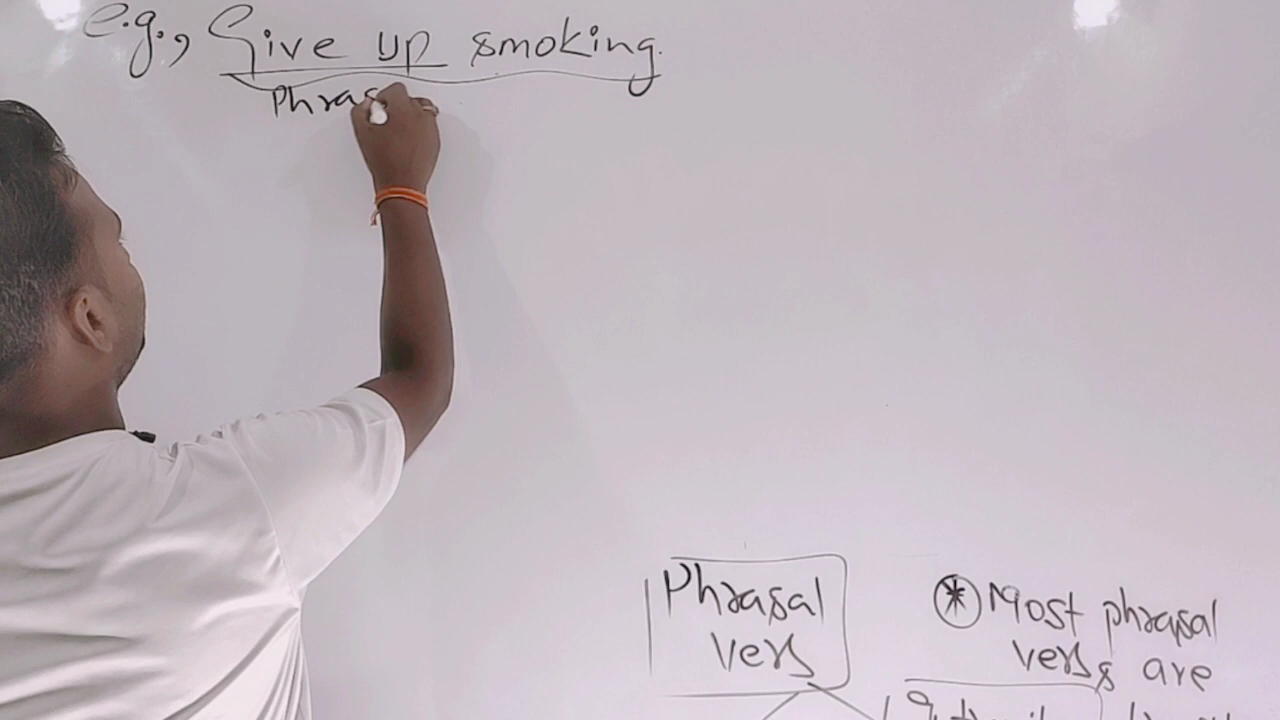 e.g., Give up smoking.
Phras
Phrasal
verbs
* Most phrasal
verbs are